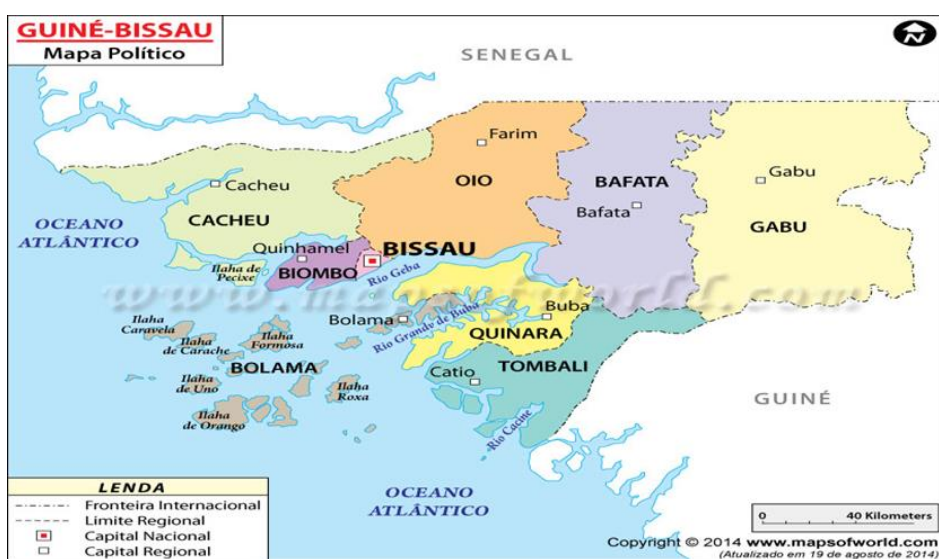 GUINÉ-BISSAU
Mapa Político
N
SENEGAL
Farim
OIO
Cacheu
CACHEU
BAFATA
Bafata
Gabu
GABU
OCEANO
ATLÂNTICO
Quinhamel
BISSAU
BIOMBO
Ilaha de
Pecixe
Rio Geba
www.mapsofworld.com
Bolama
Rio Grandv de Buba
Buba
QUINARA
Ilaha
Caravela
Ilaha
de Carache
Ilaha
Formosa
BOLAMA
Catio
TOMBALI
Ilaha
de Uno
Ilaha
Roxa
Ilaha
de Orango
Rio Cacine
GUINÉ
OCEANO
ATLÂNTICO
LENDA
Fronteira Internacional
Limite Regional
Capital Nacional
Capital Regional
0 40 Kilometers
Copyright © 2014 www.mapsofworld.com
(Atualizado em 19 de agosto de 2014)